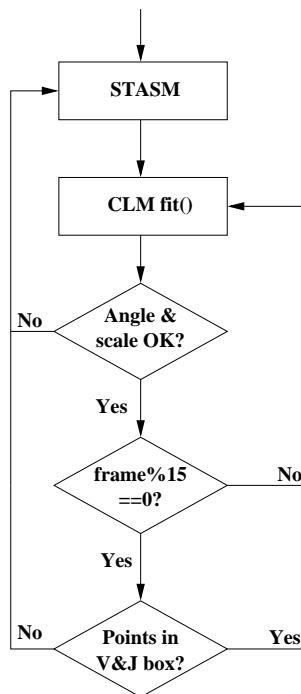 STASM
CLM fit()
Angle &
scale OK?
No
Yes
frame%15
==0?
No
Yes
Points in
V&J box?
No
Yes